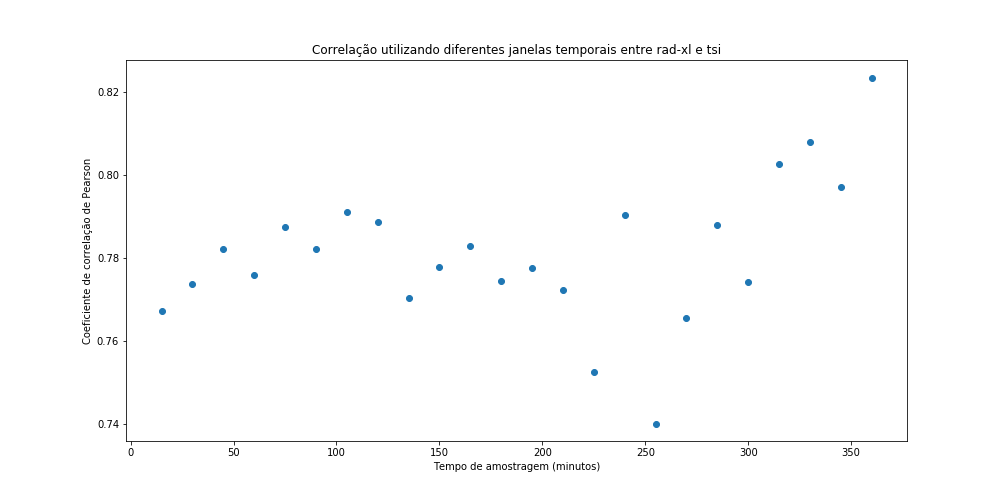 Correlação utilizando diferentes janelas temporais entre rad-xl e tsi
Coeficiente de correlação de Pearson
0.82
0.80
0.78
0.76
0.74
0 50 100 150 200 250 300 350
Tempo de amostragem (minutos)